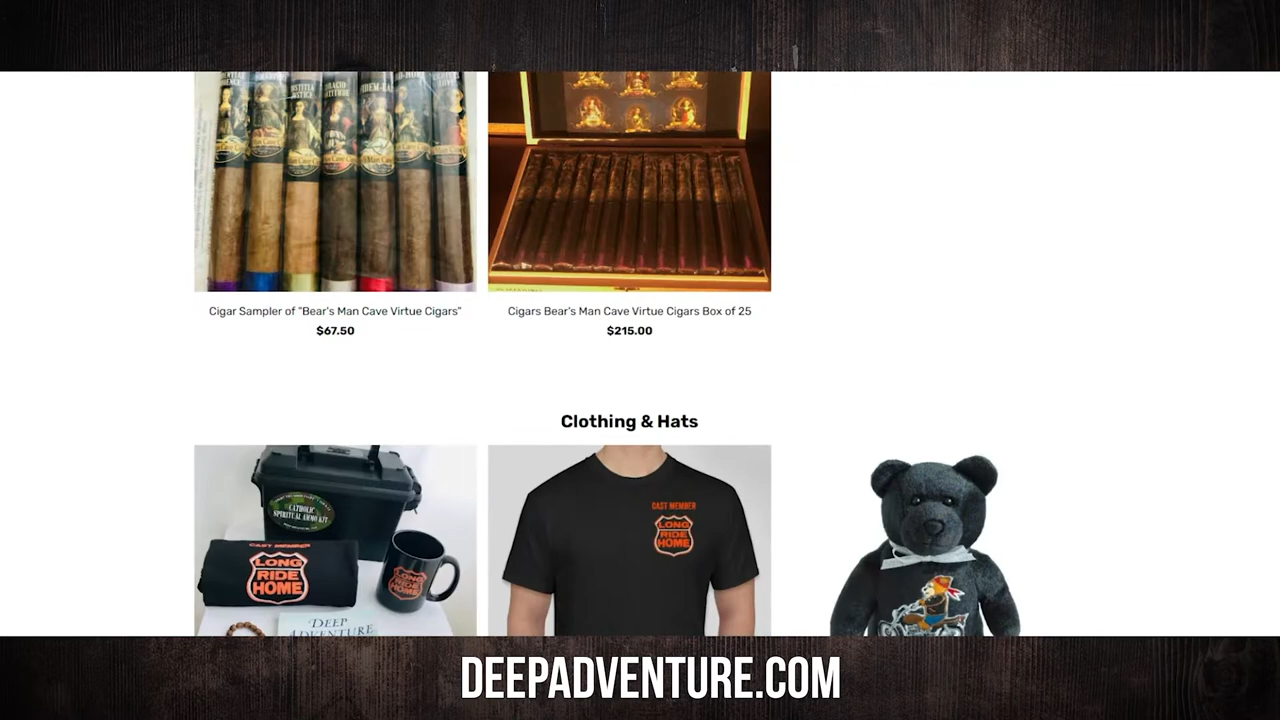 Cigar Sampler of "Bear's Man Cave Virtue Cigars"
$67.50
Cigars Bear's Man Cave Virtue Cigars Box of 25
$215.00
Clothing & Hats
CATHOLIC
SPIRITUAL AMMO KIT
CAST MEMBER
LONG
RIDE
HOME
LONG
RIDE
HOME
DEEP
ADVENTURE
CAST MEMBER
LONG
RIDE
HOME
DEEPADVENTURE.COM